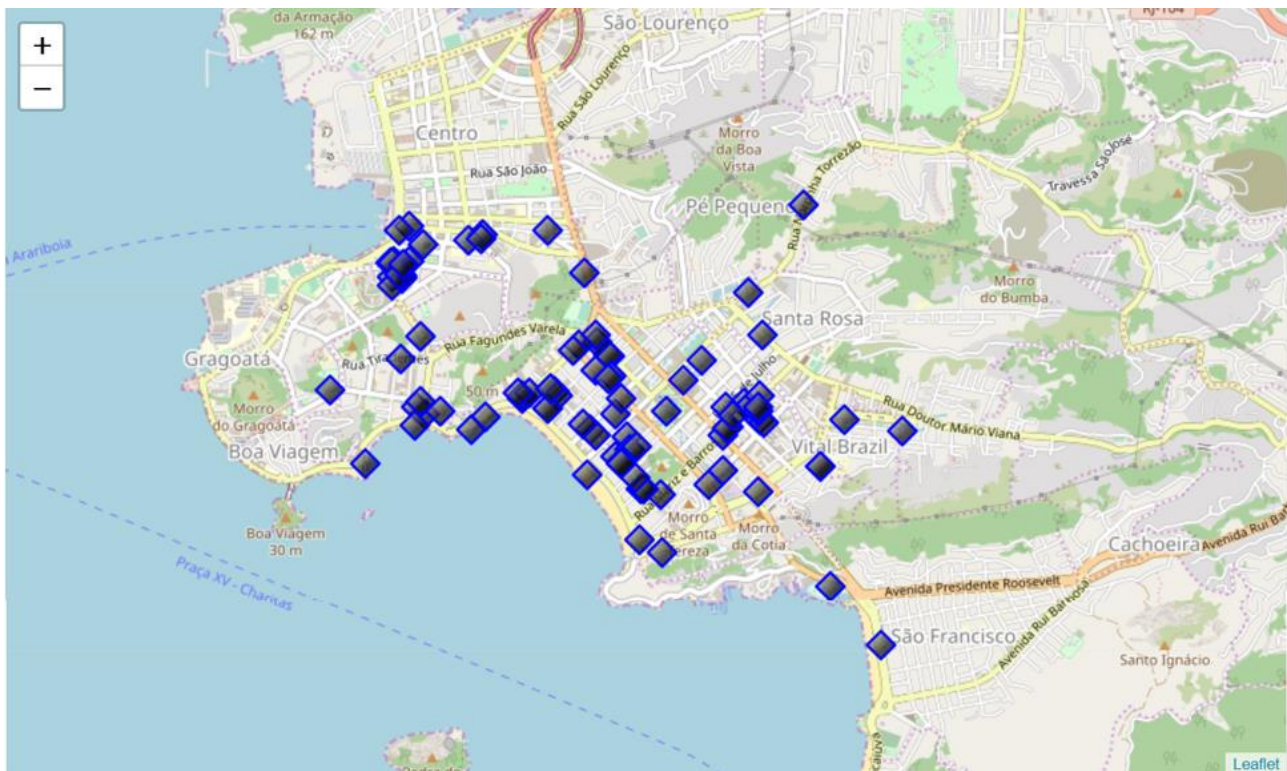 +
−
da Armação
162 m
São Lourenço
RJ-104
Rua São Lourenço
Centro
Morro
da Boa
Vista
Rua São João
Travessa São José
Pé Pequeno
Arariboia
Morro
do Bumba
Santa Rosa
Rua Fagundes Varela
Gragoatá
50 m
Morro
do Gragoatá
Rua Doutor Mário Viana
Boa Viagem
Vital Brazil
Boa Viagem
30 m
Morro
de Santa
Morro
da Cotia
Cachoeira
Praça XV - Charitas
Avenida Presidente Roosevelt
Avenida Rui Barbosa
São Francisco
Santo Ignácio
Leaflet